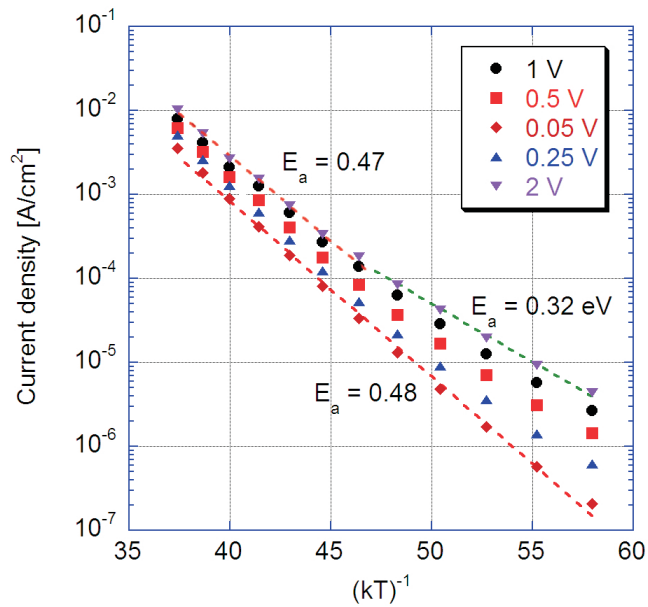 10⁻¹
10⁻²
10⁻³
10⁻⁴
10⁻⁵
10⁻⁶
10⁻⁷
Current density [A/cm²]
1 V
0.5 V
0.05 V
0.25 V
2 V
Eₐ = 0.47
Eₐ = 0.32 eV
Eₐ = 0.48
35 40 45 50 55 60
(kT)⁻¹